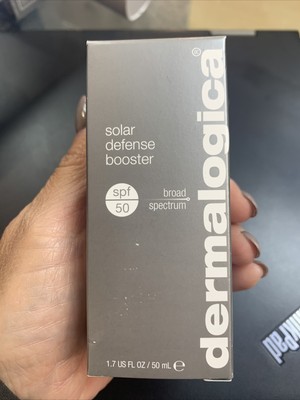 solar
defense
booster
spf
50
broad
spectrum
dermalogica®
1.7 US FL OZ / 50 mL ℮